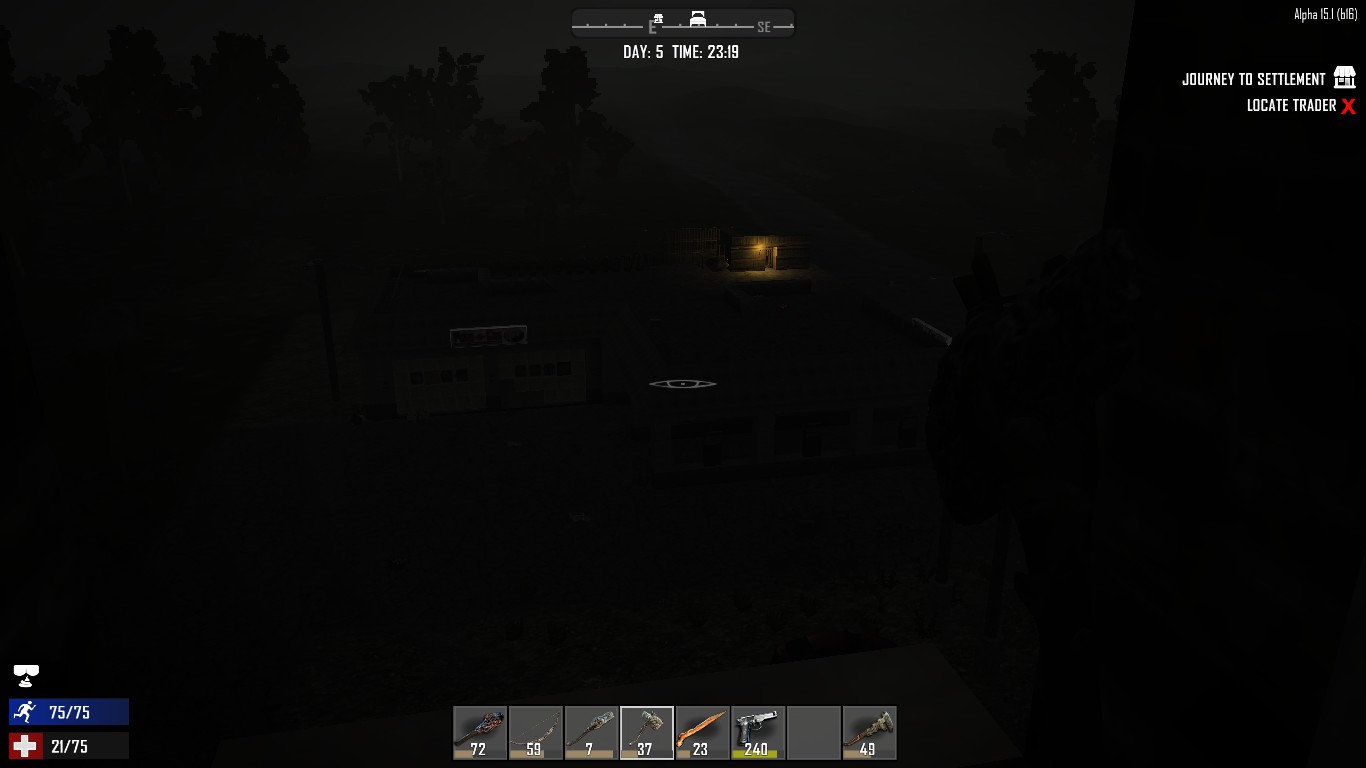 Alpha 15.1 (b16)
E
SE
DAY: 5 TIME: 23:19
JOURNEY TO SETTLEMENT
LOCATE TRADER X
75/75
21/75
72
59
7
37
23
240
49